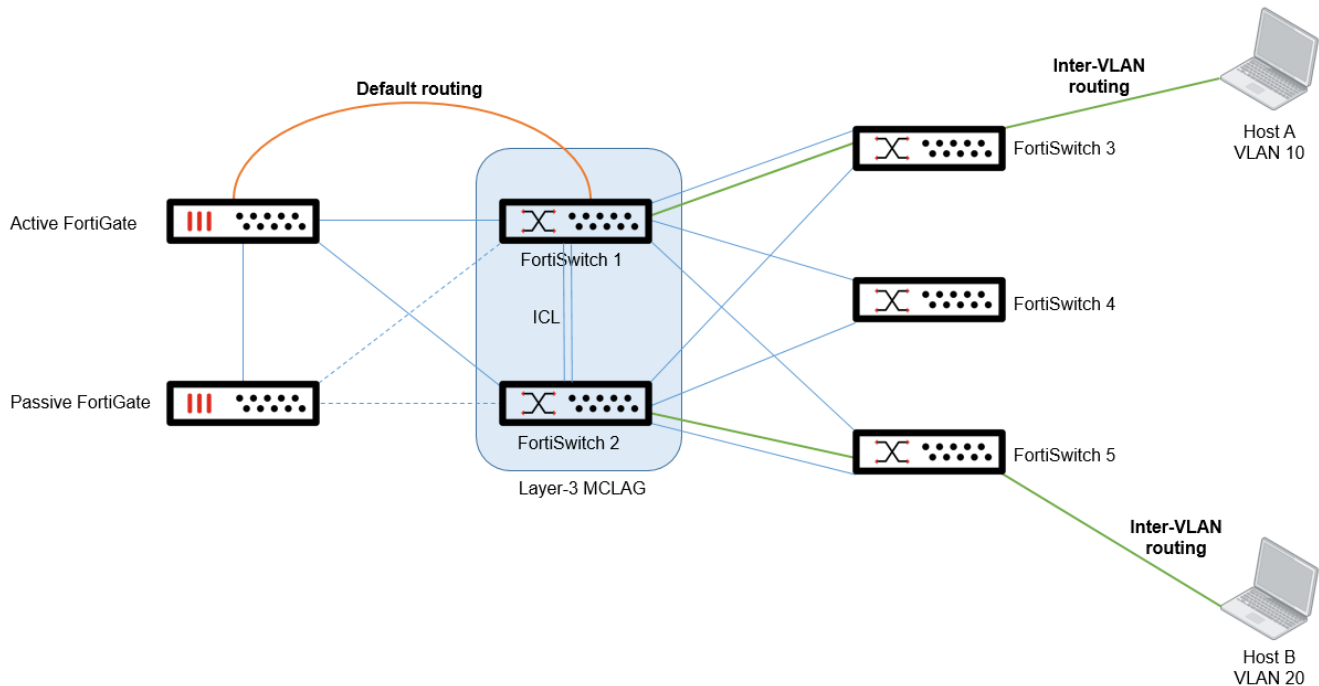 Default routing
Inter-VLAN
routing
Host A
VLAN 10
FortiSwitch 3
Active FortiGate
FortiSwitch 1
FortiSwitch 4
ICL
Passive FortiGate
FortiSwitch 2
FortiSwitch 5
Layer-3 MCLAG
Inter-VLAN
routing
Host B
VLAN 20